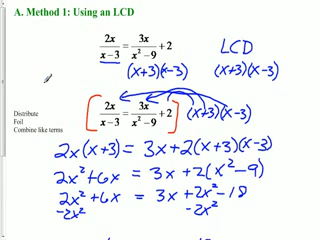 A. Method 1: Using an LCD
2x/(x-3) = 3x/(x²-9) + 2 LCD
(x+3)(x-3) (x+3)(x-3)
Distribute
Foil
Combine like terms
[2x/(x-3) = 3x/(x²-9) + 2] (x+3)(x-3)
2x(x+3) = 3x+2(x+3)(x-3)
2x²+6x = 3x+2(x²-9)
2x²+6x = 3x+2x²-18
-2x² -2x²